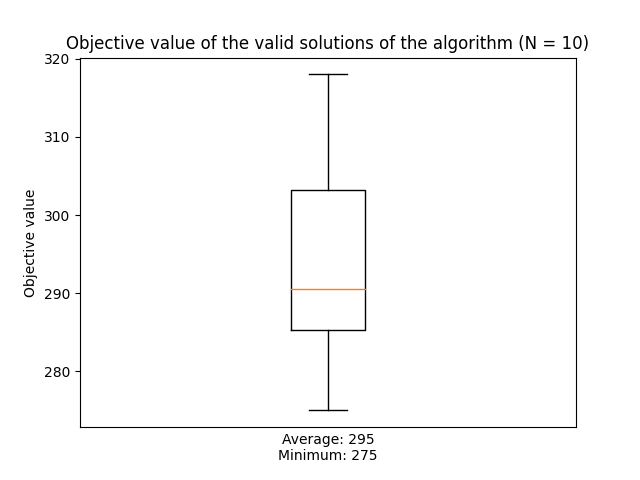 Objective value of the valid solutions of the algorithm (N = 10)
320
310
300
290
280
Objective value
Average: 295
Minimum: 275